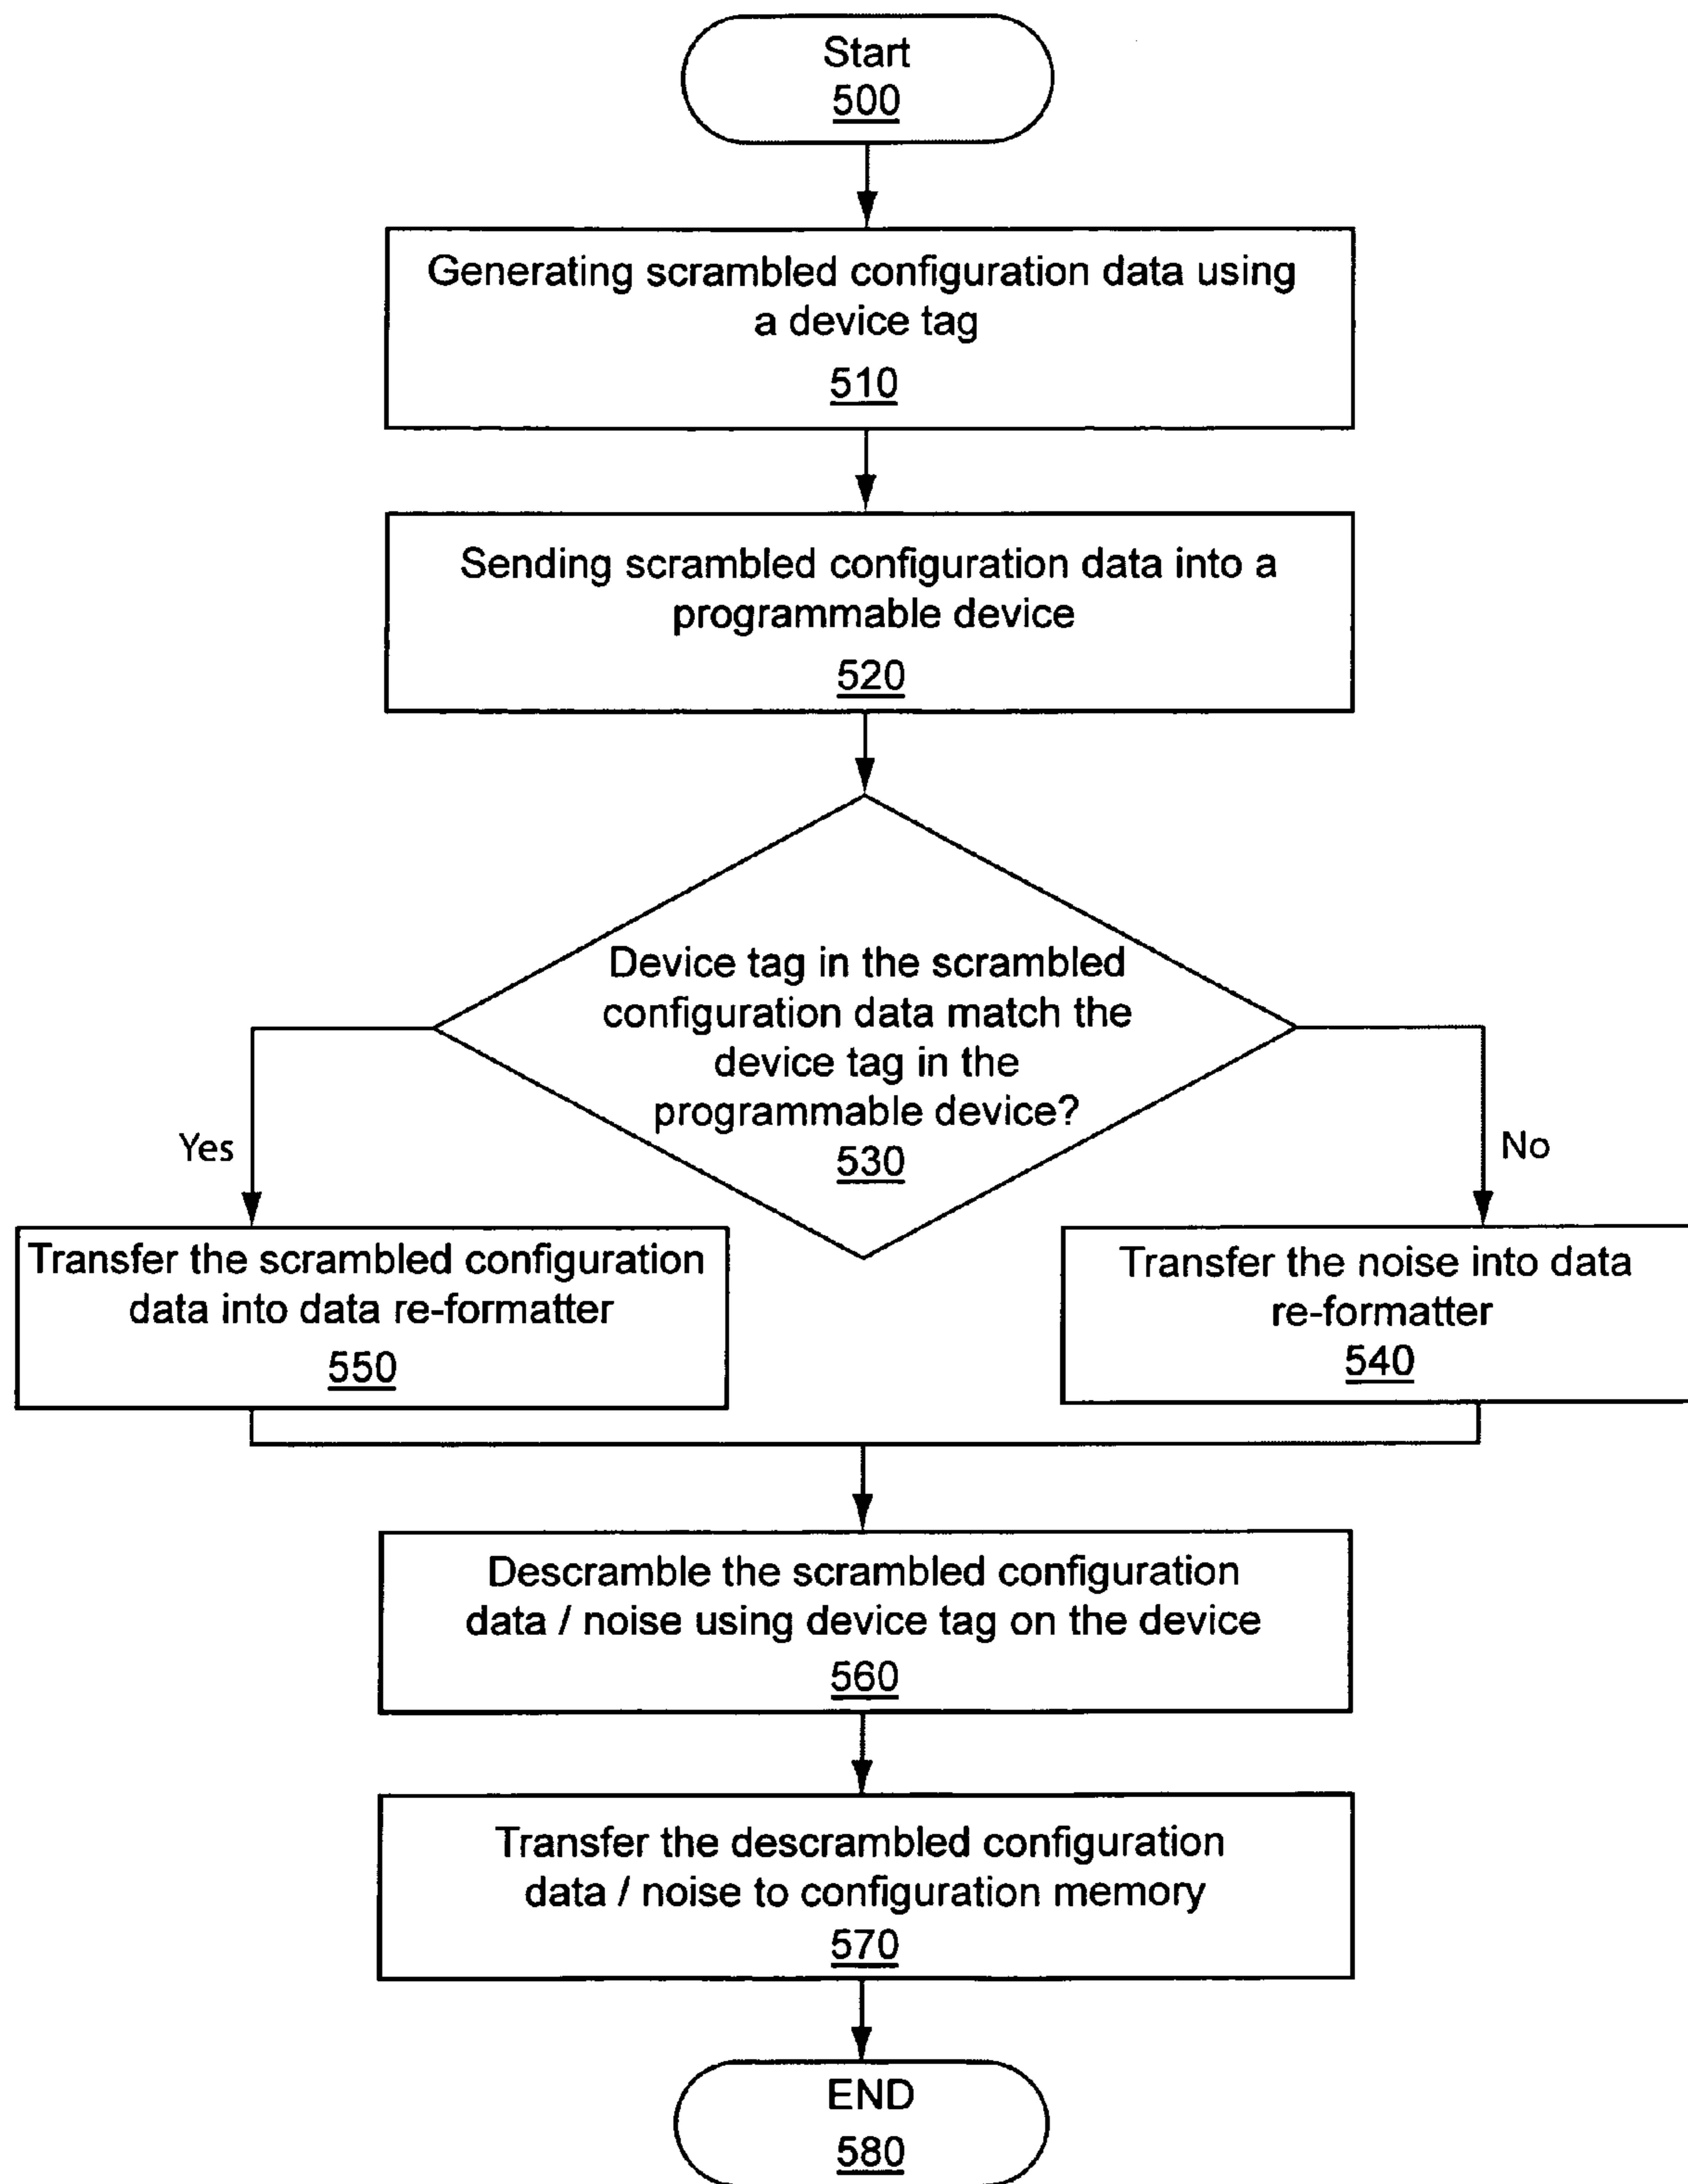 Start
500
Generating scrambled configuration data using
a device tag
510
Sending scrambled configuration data into a
programmable device
520
Device tag in the scrambled
configuration data match the
device tag in the
programmable device?
530
Yes
No
Transfer the scrambled configuration
data into data re-formatter
550
Transfer the noise into data
re-formatter
540
Descramble the scrambled configuration
data / noise using device tag on the device
560
Transfer the descrambled configuration
data / noise to configuration memory
570
END
580